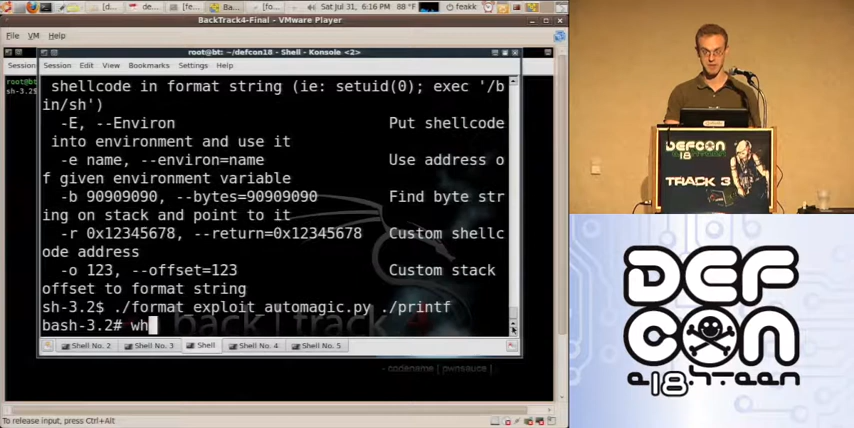 Sat Jul 31, 6:16 PM 88 °F feakk
BackTrack4-Final - VMware Player
File VM Help
root@bt: ~/defcon18 - Shell - Konsole <2>
Session Edit View Bookmarks Settings Help
shellcode in format string (ie: setuid(0); exec '/b
in/sh')
-E, --Environ Put shellcode
into environment and use it
-e name, --environ=name Use address o
f given environment variable
-b 90909090, --bytes=90909090 Find byte str
ing on stack and point to it
-r 0x12345678, --return=0x12345678 Custom shellc
ode address
-o 123, --offset=123 Custom stack
offset to format string
sh-3.2$ ./format_exploit_automagic.py ./printf
bash-3.2# wh
back | track
Shell No. 2 Shell No. 3 Shell Shell No. 4 Shell No. 5
- codename [ pwnsauce ]
To release input, press Ctrl+Alt
DEFCON
18
TRACK 3
DEF
CON